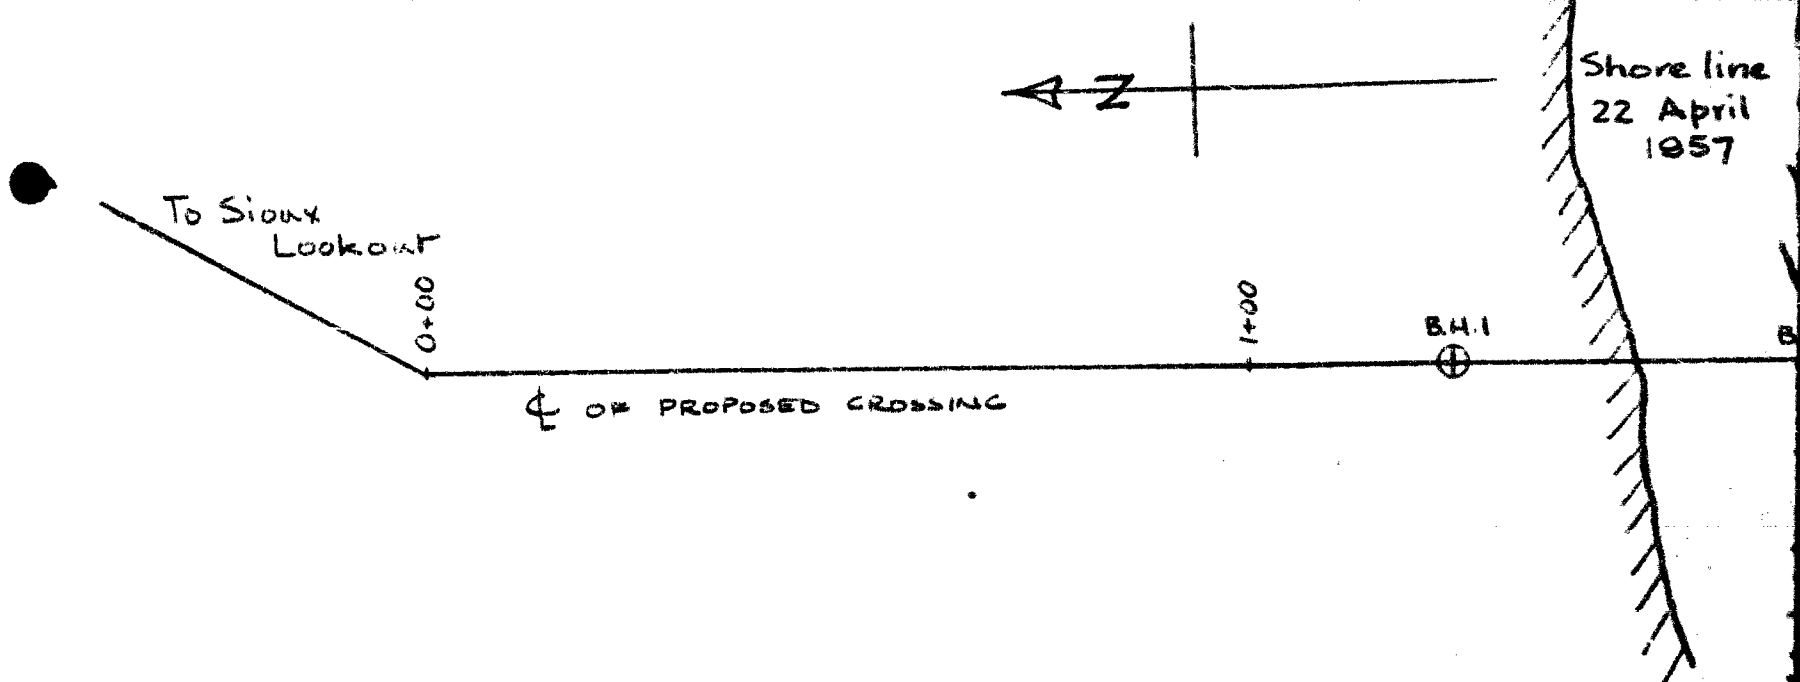 Z
Shore line
22 April
1957
To Sioux
Lookout
0+00
1+00
B.H.1
B
℄ OF PROPOSED CROSSING